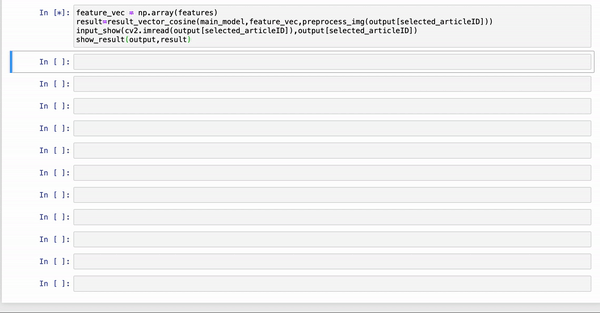 In [*]: feature_vec = np.array(features)
result=result_vector_cosine(main_model,feature_vec,preprocess_img(output[selected_articleID]))
input_show(cv2.imread(output[selected_articleID]),output[selected_articleID])
show_result(output,result)
In [ ]:
In [ ]:
In [ ]:
In [ ]:
In [ ]:
In [ ]:
In [ ]:
In [ ]:
In [ ]:
In [ ]:
In [ ]: